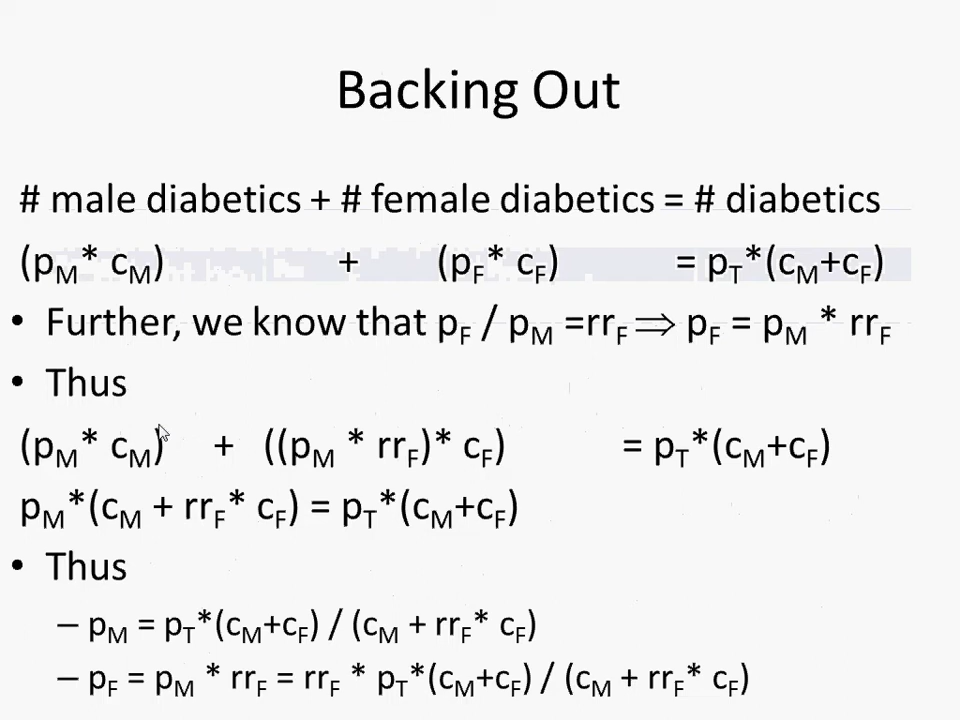 Backing Out
# male diabetics + # female diabetics = # diabetics
(pM* cM) + (pF* cF) = pT*(cM+cF)
• Further, we know that pF / pM =rrF ⇒ pF = pM * rrF
• Thus
(pM* cM) + ((pM * rrF)* cF) = pT*(cM+cF)
pM*(cM + rrF* cF) = pT*(cM+cF)
• Thus
– pM = pT*(cM+cF) / (cM + rrF* cF)
– pF = pM * rrF = rrF * pT*(cM+cF) / (cM + rrF* cF)